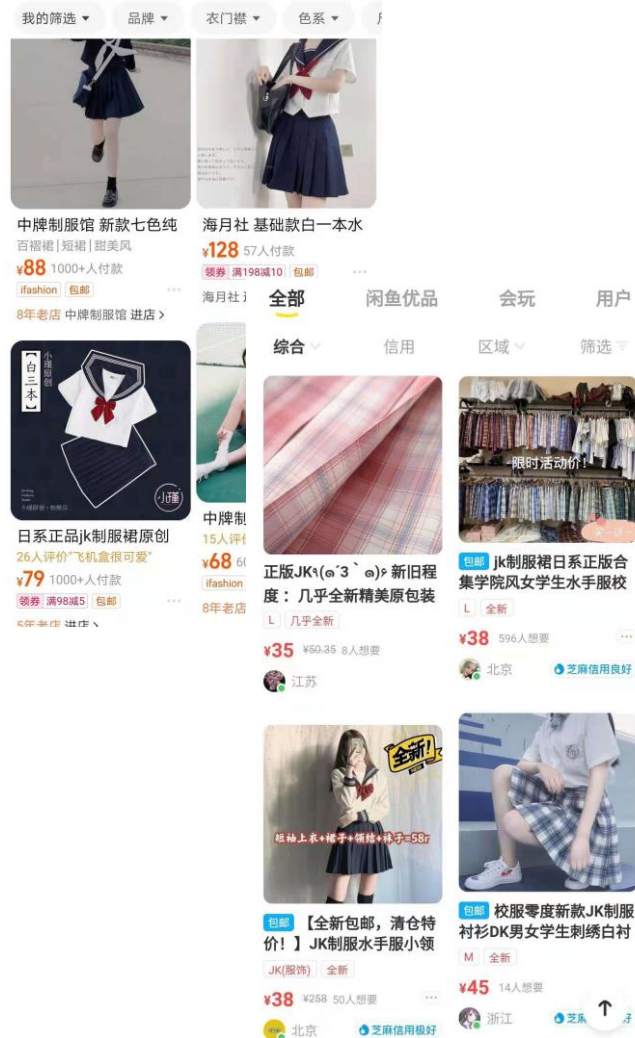 我的筛选
品牌
衣门襟
色系
中牌制服馆 新款七色纯
百褶裙|短裙|甜美风
¥88 1000+人付款
ifashion 包邮
8年老店 中牌制服馆 进店
海月社 基础款白一本水
¥128 57人付款
领券 满198减10 包邮
海月社
【白三本】
小瑾原创
小瑾
日系正品jk制服裙原创
26人评价"飞机盒很可爱"
¥79 1000+人付款
领券 满98减5 包邮
5年老店 进店
中牌制
15人评
¥68 60
ifashion
8年老店
全部 闲鱼优品 会玩 用户
综合 信用 区域 筛选
正版JK٩(๑´3`๑)۶ 新旧程
度：几乎全新精美原包装
L 几乎全新
¥35 ¥50.35 8人想要
江苏
限时活动价!
包邮 jk制服裙日系正版合
集学院风女学生水手服校
L 全新
¥38 596人想要
北京 芝麻信用良好
全新!
短袖上衣+裙子+领结+袜子=58r
包邮 【全新包邮，清仓特
价！】JK制服水手服小领
JK(服饰) 全新
¥38 ¥258 50人想要
北京 芝麻信用极好
包邮 校服零度新款JK制服
衬衫DK男女学生刺绣白衬
M 全新
¥45 14人想要
浙江 芝麻